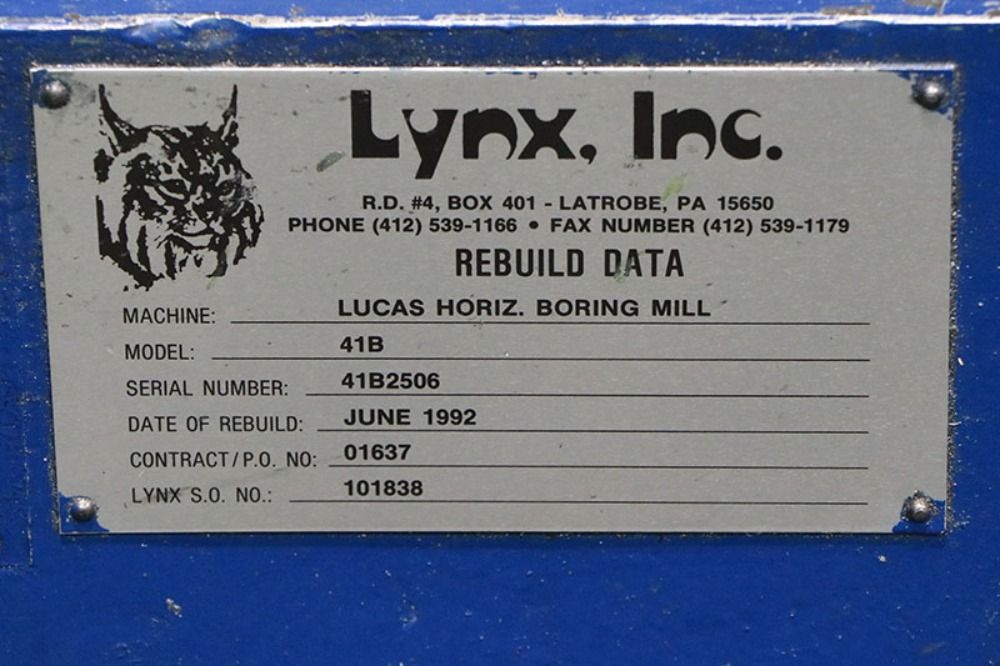 Lynx, Inc.
R.D. #4, BOX 401 - LATROBE, PA 15650
PHONE (412) 539-1166 • FAX NUMBER (412) 539-1179
REBUILD DATA
MACHINE: LUCAS HORIZ. BORING MILL
MODEL: 41B
SERIAL NUMBER: 41B2506
DATE OF REBUILD: JUNE 1992
CONTRACT/P.O. NO: 01637
LYNX S.O. NO.: 101838